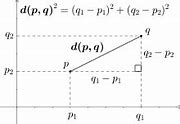 d(p,q)² = (q₁ − p₁)² + (q₂ − p₂)²
q₂
q
d(p,q)
q₂ − p₂
p₂
p
q₁ − p₁
p₁
q₁